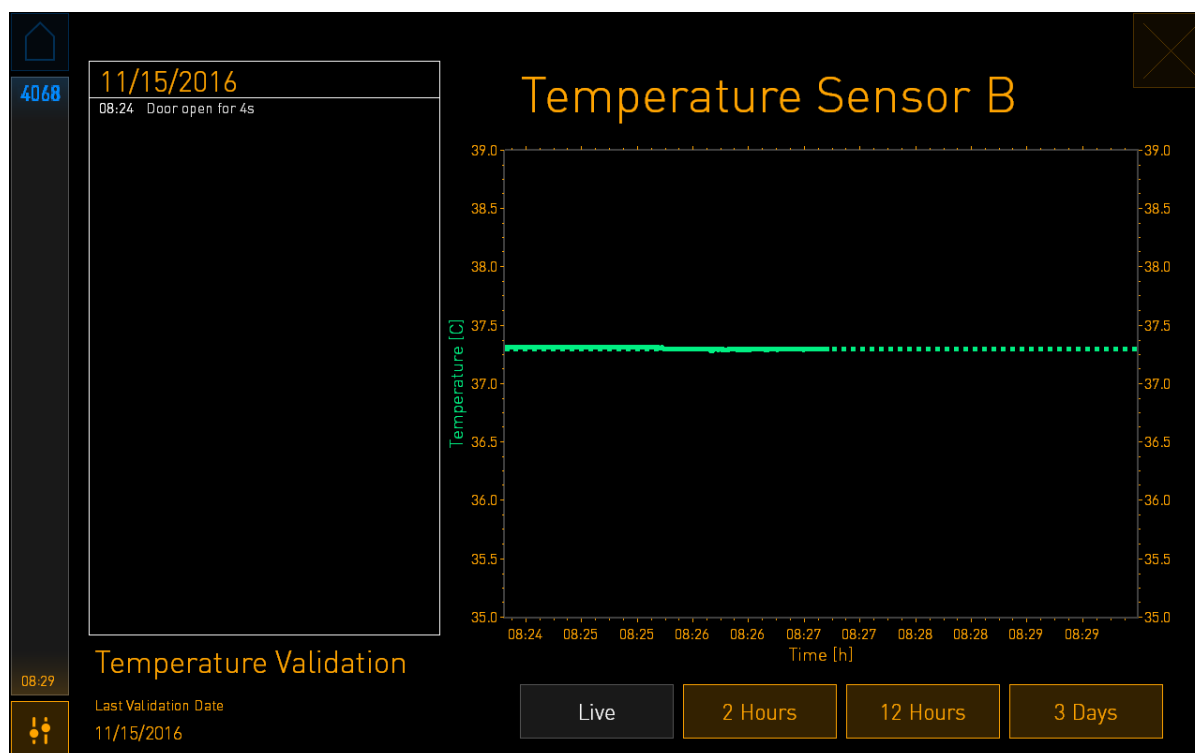 4068
08:29
11/15/2016
08:24 Door open for 4s
Temperature Validation
Last Validation Date
11/15/2016
Temperature Sensor B
39.0
38.5
38.0
37.5
37.0
36.5
36.0
35.5
35.0
Temperature [C]
39.0
38.5
38.0
37.5
37.0
36.5
36.0
35.5
35.0
08:24 08:25 08:25 08:26 08:26 08:27 08:27 08:28 08:28 08:29 08:29
Time [h]
Live 2 Hours 12 Hours 3 Days